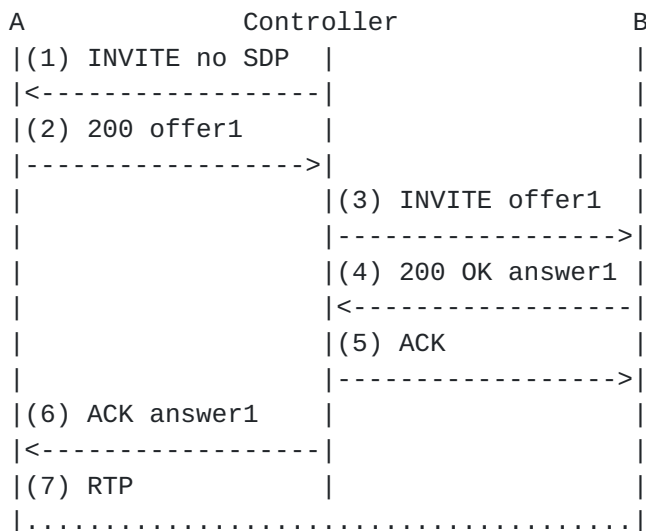 A Controller B
(1) INVITE no SDP
(2) 200 offer1
(3) INVITE offer1
(4) 200 OK answer1
(5) ACK
(6) ACK answer1
(7) RTP